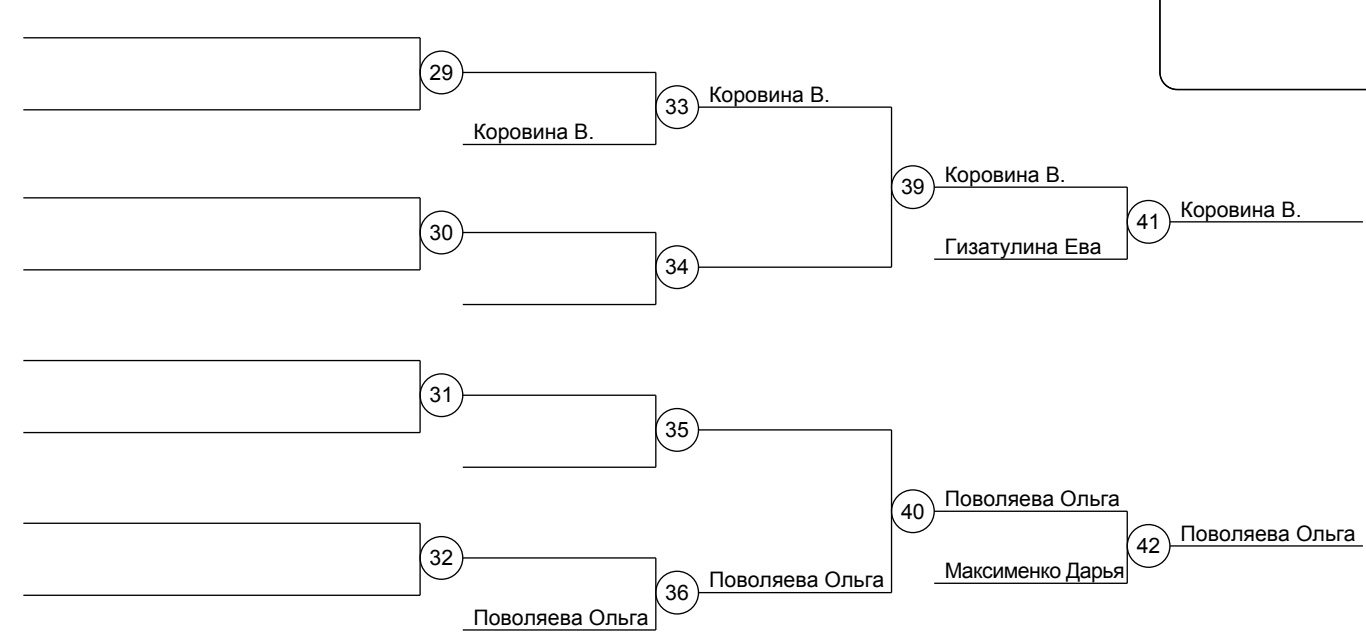 29
33 Коровина В.
Коровина В.
39 Коровина В.
41 Коровина В.
30
Гизатулина Ева
34
31
35
40 Поволяева Ольга
42 Поволяева Ольга
32
Максименко Дарья
36 Поволяева Ольга
Поволяева Ольга